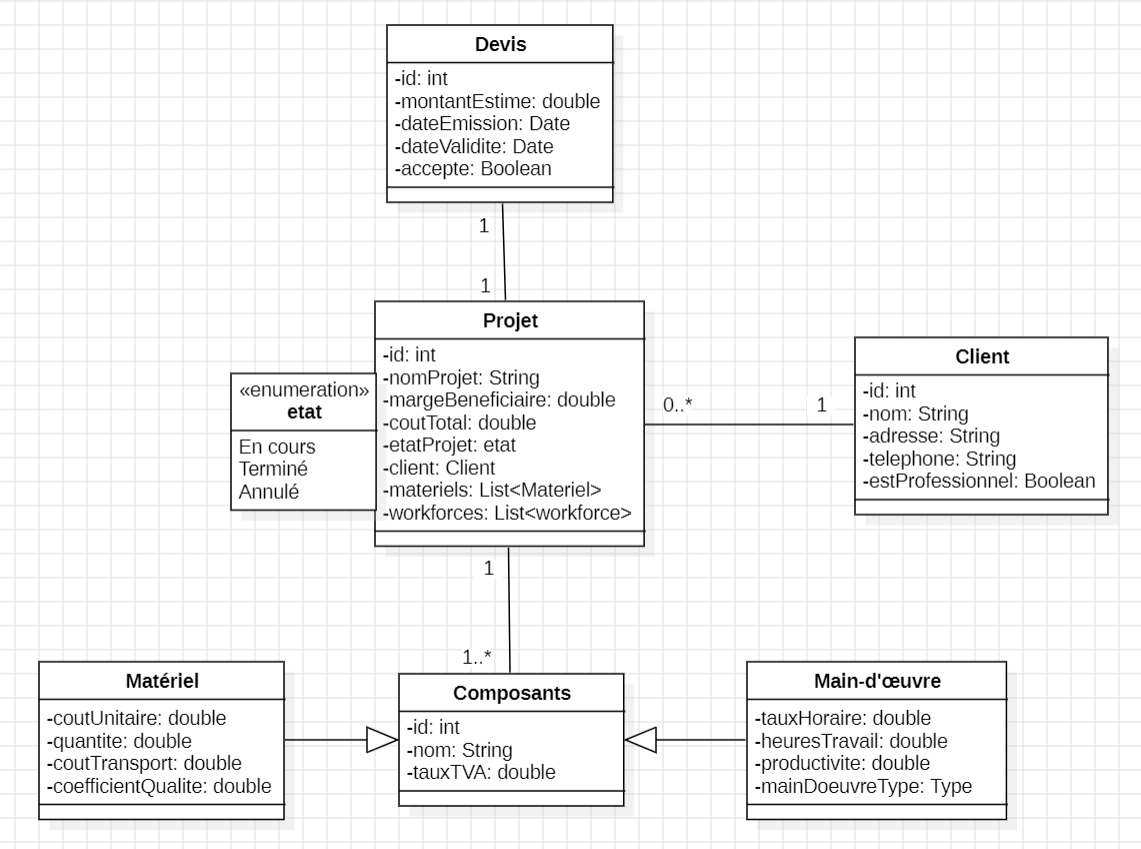 Devis
-id: int
-montantEstime: double
-dateEmission: Date
-dateValidite: Date
-accepte: Boolean
1
1
Projet
-id: int
-nomProjet: String
-margeBeneficiaire: double
-coutTotal: double
-etatProjet: etat
-client: Client
-materiels: List<Materiel>
-workforces: List<workforce>
«enumeration»
etat
En cours
Terminé
Annulé
0..*
1
Client
-id: int
-nom: String
-adresse: String
-telephone: String
-estProfessionnel: Boolean
1
1..*
Matériel
-coutUnitaire: double
-quantite: double
-coutTransport: double
-coefficientQualite: double
Composants
-id: int
-nom: String
-tauxTVA: double
Main-d'œuvre
-tauxHoraire: double
-heuresTravail: double
-productivite: double
-mainDoeuvreType: Type